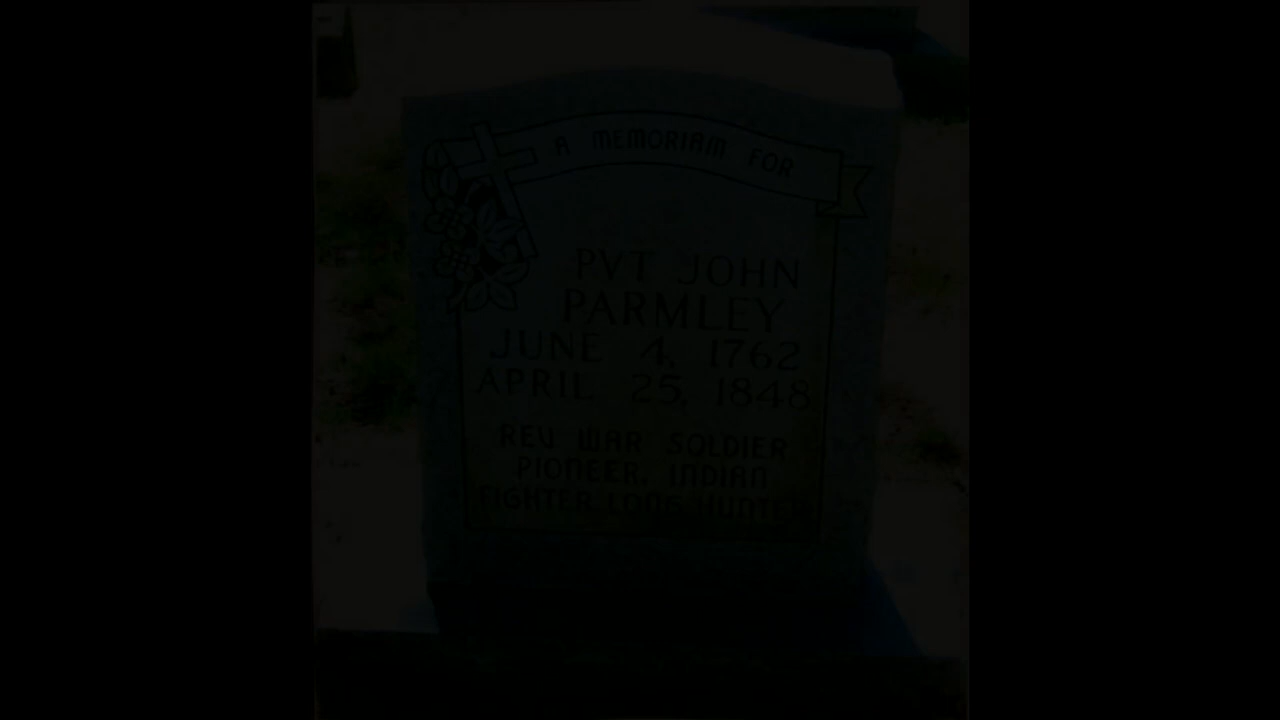 A MEMORIAM FOR
PVT JOHN
PARMLEY
JUNE 4, 1762
APRIL 25, 1848
REV WAR SOLDIER,
PIONEER, INDIAN
FIGHTER LONG HUNTER